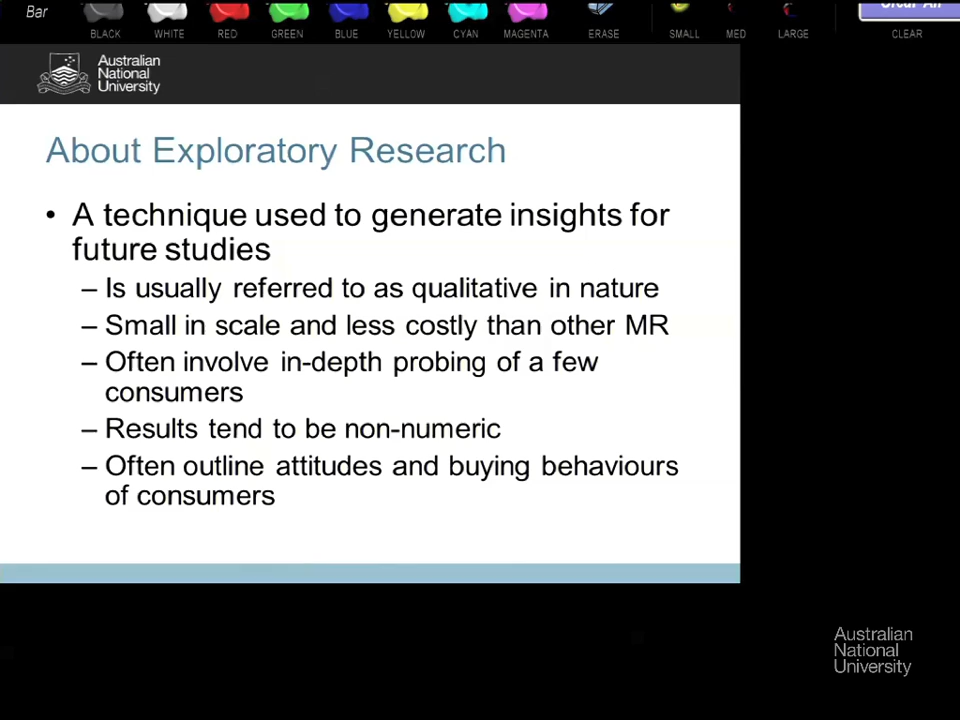 Bar
BLACK WHITE RED GREEN BLUE YELLOW CYAN MAGENTA ERASE SMALL MED LARGE CLEAR
Australian
National
University
About Exploratory Research
• A technique used to generate insights for
future studies
– Is usually referred to as qualitative in nature
– Small in scale and less costly than other MR
– Often involve in-depth probing of a few
consumers
– Results tend to be non-numeric
– Often outline attitudes and buying behaviours
of consumers
Australian
National
University